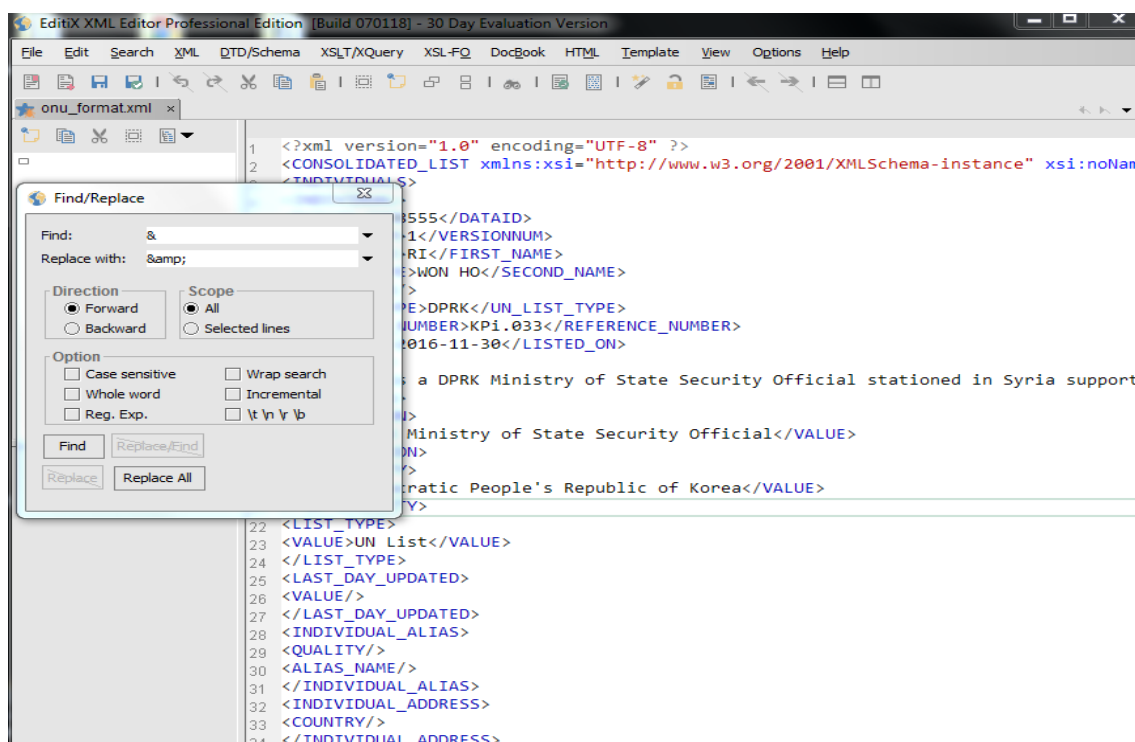 EditiX XML Editor Professional Edition [Build 070118] - 30 Day Evaluation Version
File Edit Search XML DTD/Schema XSLT/XQuery XSL-FO DocBook HTML Template View Options Help
onu_format.xml
1 <?xml version="1.0" encoding="UTF-8" ?>
2 <CONSOLIDATED_LIST xmlns:xsi="http://www.w3.org/2001/XMLSchema-instance" xsi:noNam
<INDIVIDUALS>
Find/Replace
Find: &
Replace with: &amp;
Direction
Forward
Backward
Scope
All
Selected lines
Option
Case sensitive
Wrap search
Whole word
Incremental
Reg. Exp.
\t \n \r \b
Find
Replace/Find
Replace
Replace All
3555</DATAID>
1</VERSIONNUM>
RI</FIRST_NAME>
>WON HO</SECOND_NAME>
/>
PE>DPRK</UN_LIST_TYPE>
NUMBER>KPi.033</REFERENCE_NUMBER>
2016-11-30</LISTED_ON>
a DPRK Ministry of State Security Official stationed in Syria support
>
Ministry of State Security Official</VALUE>
ON>
/>
ratic People's Republic of Korea</VALUE>
TY>
22 <LIST_TYPE>
23 <VALUE>UN List</VALUE>
24 </LIST_TYPE>
25 <LAST_DAY_UPDATED>
26 <VALUE/>
27 </LAST_DAY_UPDATED>
28 <INDIVIDUAL_ALIAS>
29 <QUALITY/>
30 <ALIAS_NAME/>
31 </INDIVIDUAL_ALIAS>
32 <INDIVIDUAL_ADDRESS>
33 <COUNTRY/>
</INDIVIDUAL_ADDRESS>